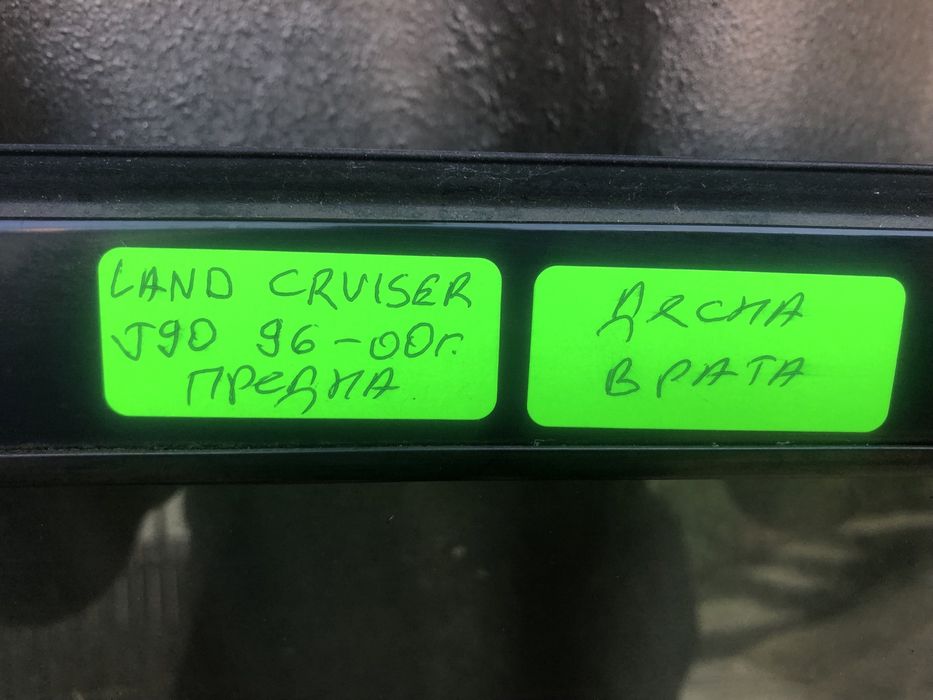 LAND CRUISER
J90 96-00г.
ПРЕДНА
ДЯСНА
ВРАТА